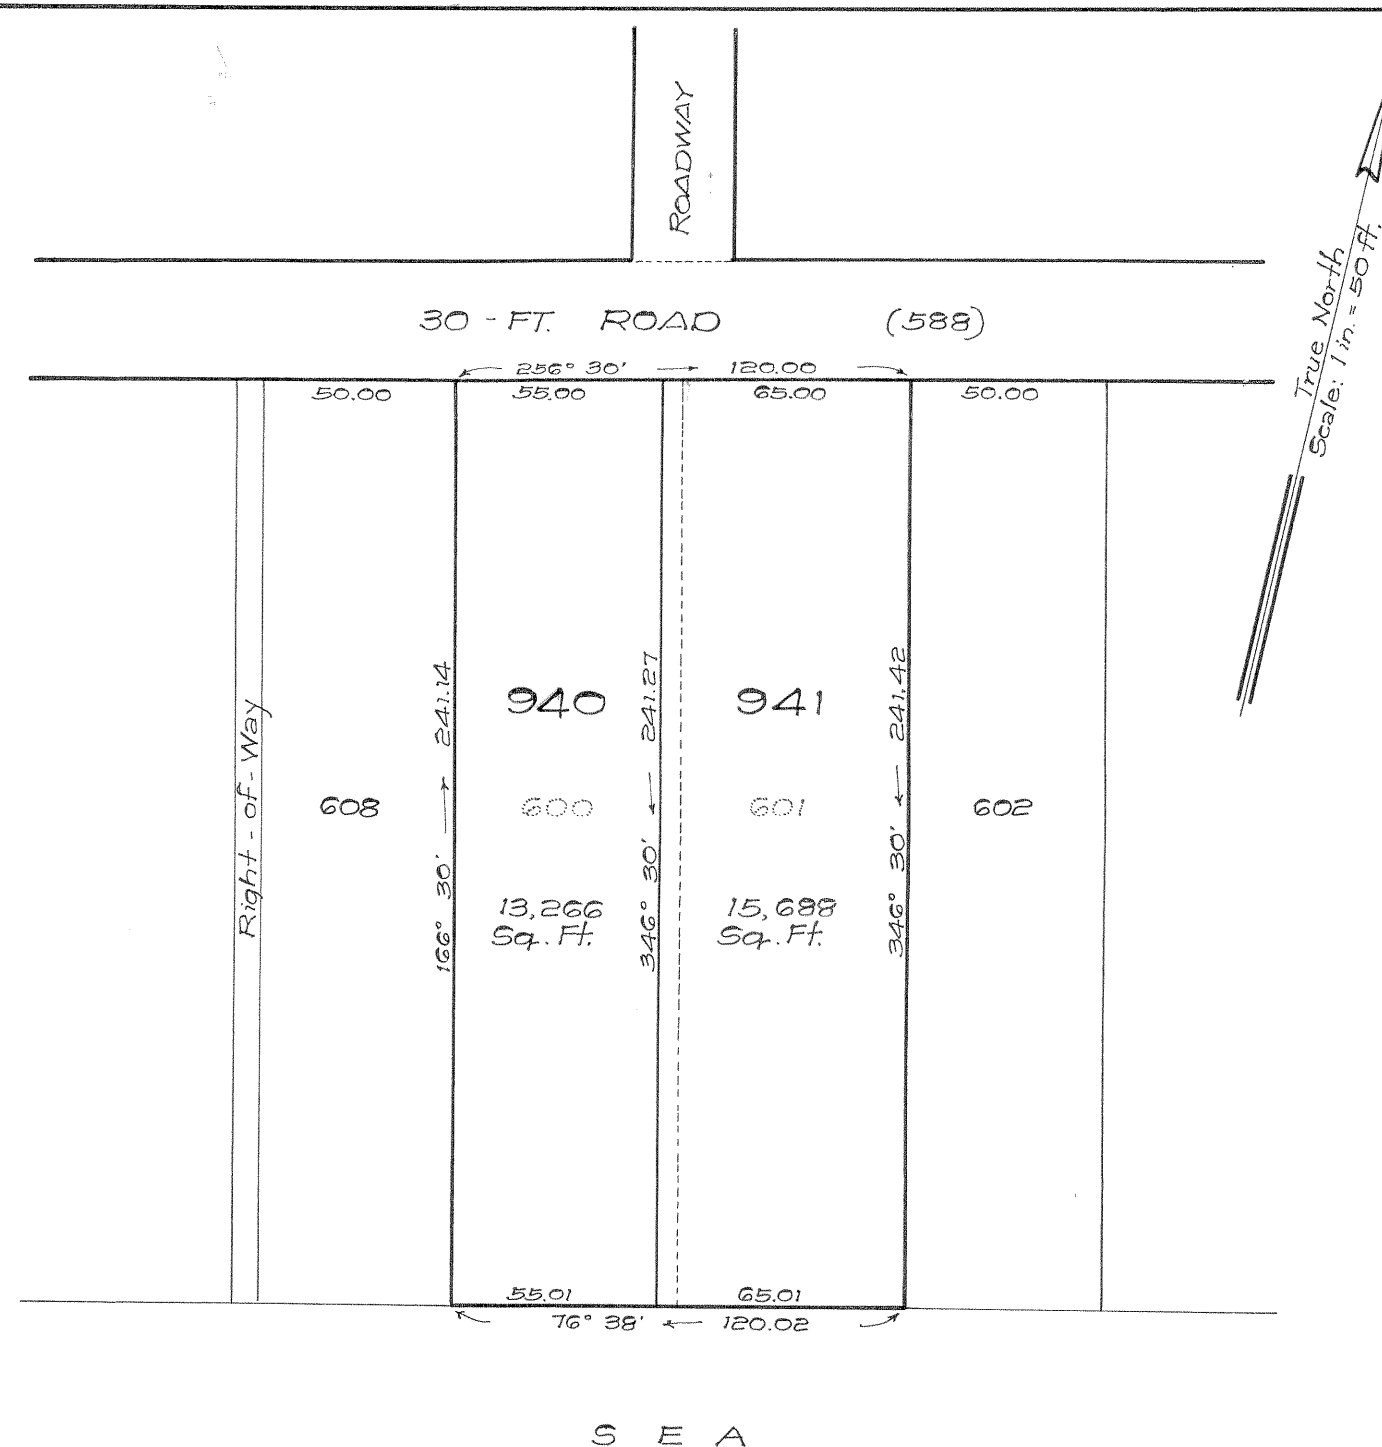 ROADWAY
True North
Scale: 1 in. = 50 ft.
30 - FT. ROAD (588)
256° 30' 120.00
50.00 55.00 65.00 50.00
166° 30' 241.14
346° 30' 241.27
346° 30' 241.42
940 941
Right - of - Way
608 600 601 602
13,266 15,688
Sq. Ft. Sq. Ft.
55.01 65.01
76° 38' 120.02
SEA